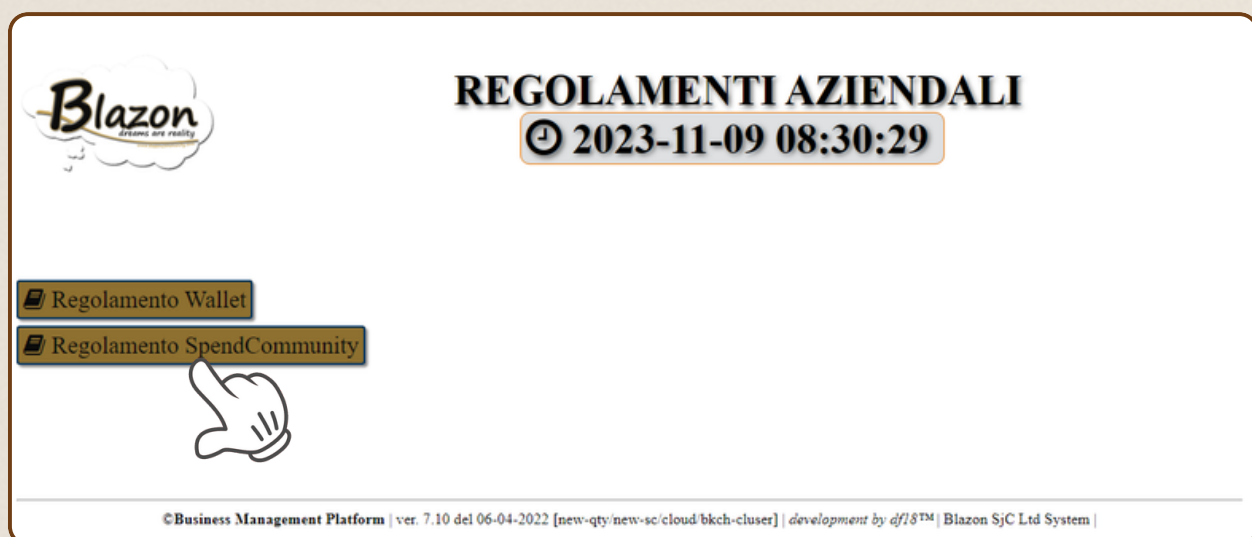 Blazon
dreams are reality
REGOLAMENTI AZIENDALI
2023-11-09 08:30:29
Regolamento Wallet
Regolamento SpendCommunity
©Business Management Platform | ver. 7.10 del 06-04-2022 [new-qty/new-sc/cloud/bkch-cluser] | development by df18™ | Blazon SjC Ltd System |